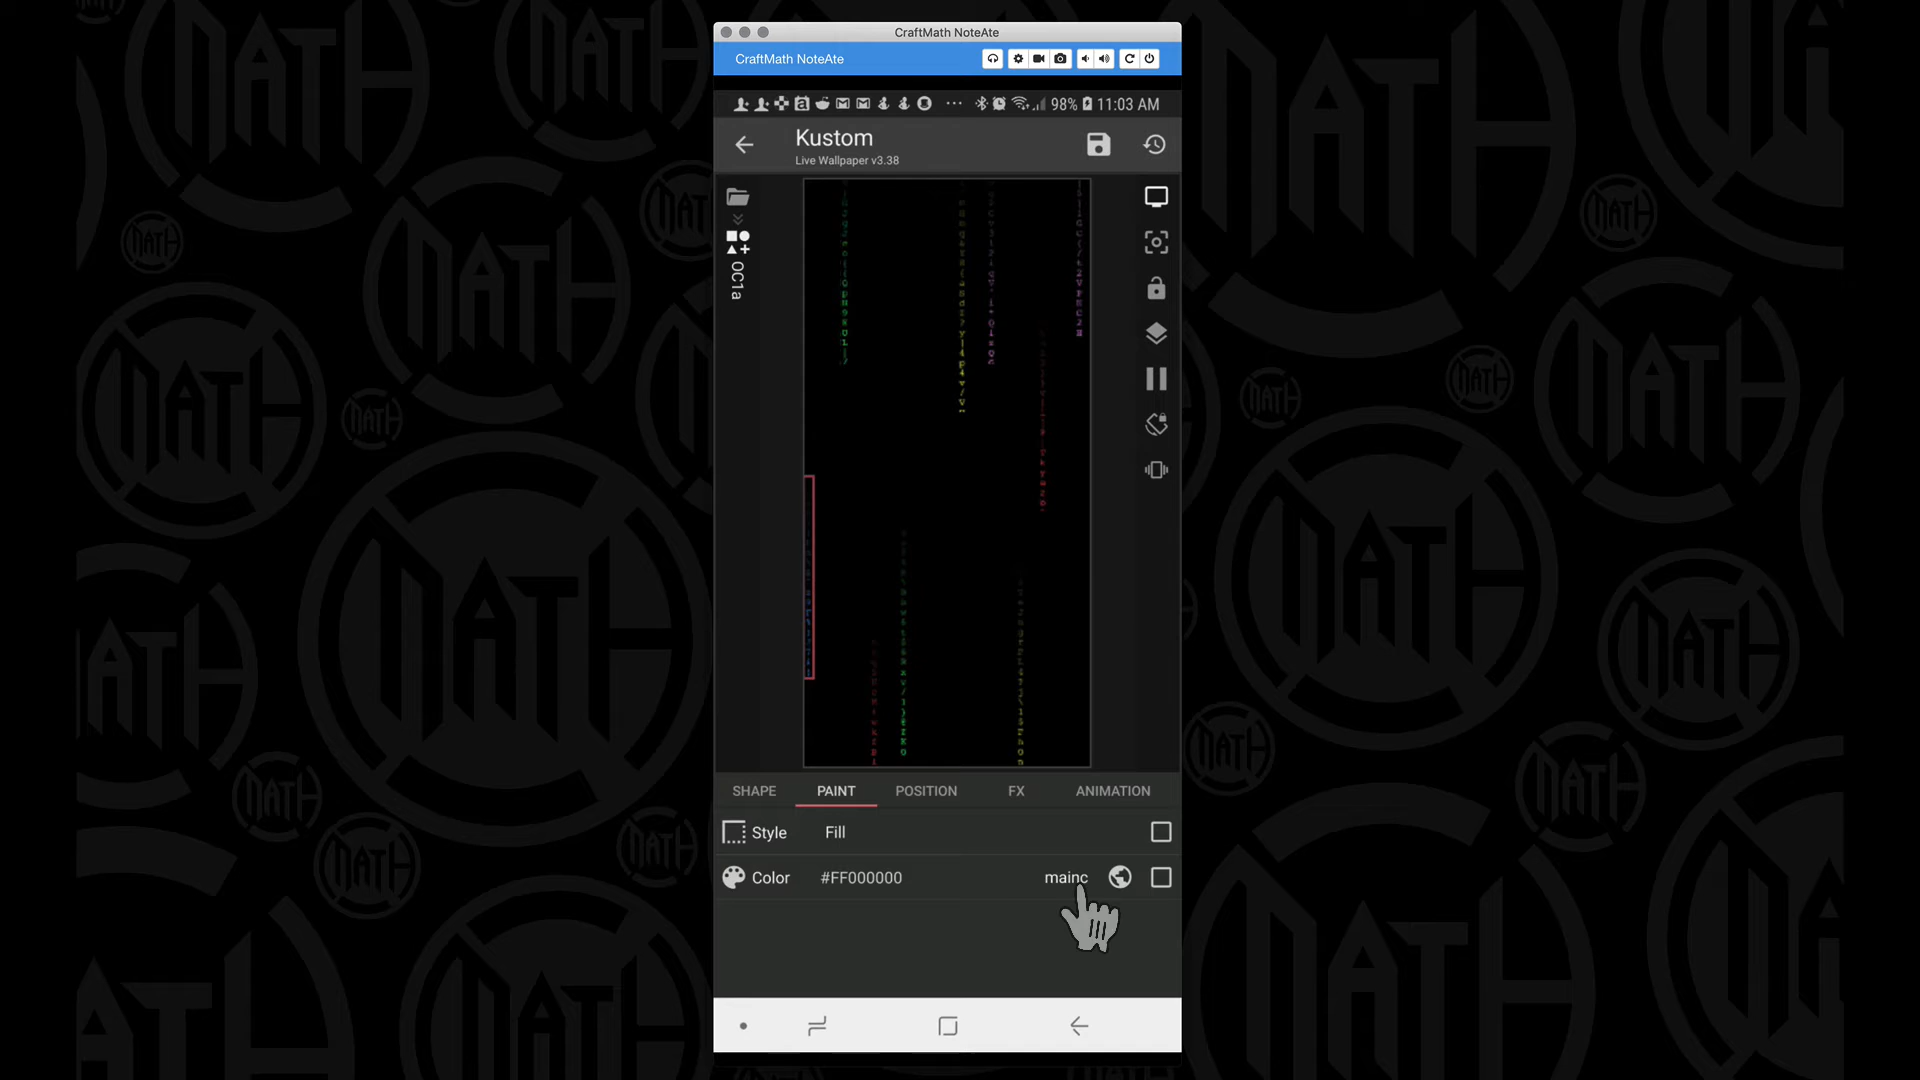 CraftMath NoteAte
CraftMath NoteAte
98% 11:03 AM
Kustom
Live Wallpaper v3.38
OC1a
SHAPE PAINT POSITION FX ANIMATION
Style Fill
Color #FF000000 mainc
MATH